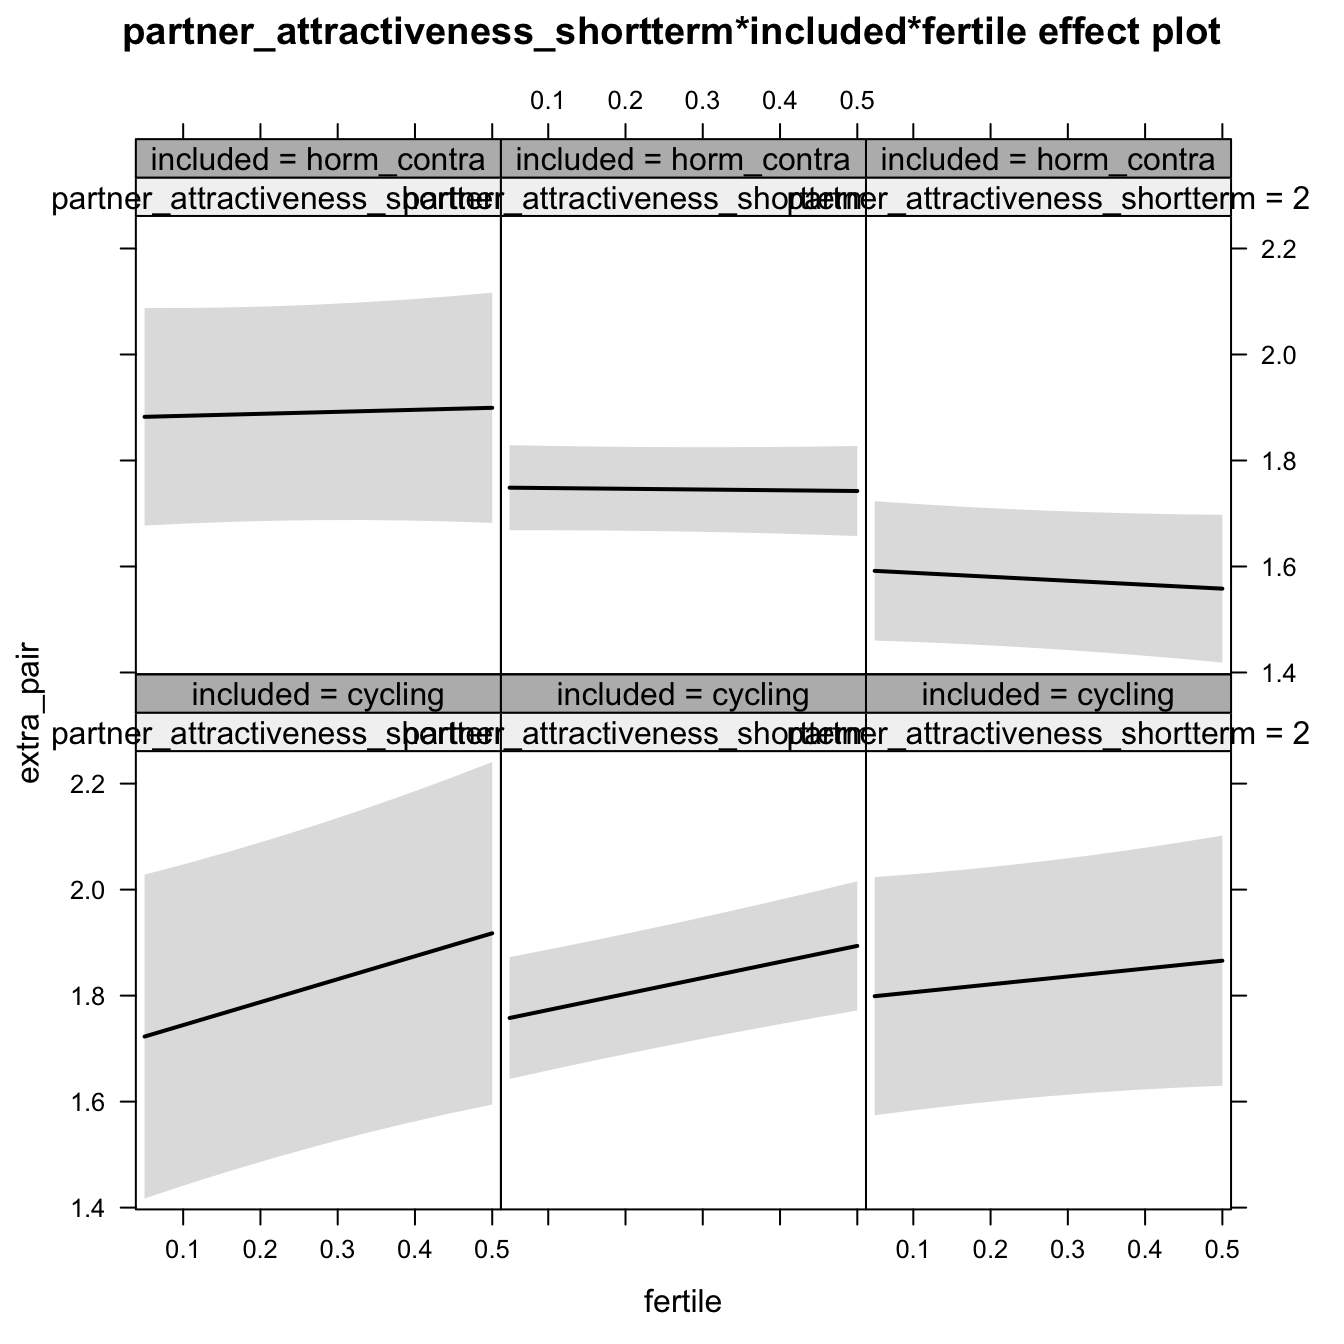 partner_attractiveness_shortterm*included*fertile effect plot
0.1 0.2 0.3 0.4 0.5
included = horm_contra included = horm_contra included = horm_contra
partner_attractiveness_shortterm = 2
2.2
2.0
1.8
1.6
1.4
extra_pair
included = cycling included = cycling included = cycling
partner_attractiveness_shortterm = 2
2.2
2.0
1.8
1.6
1.4
0.1 0.2 0.3 0.4 0.5 0.1 0.2 0.3 0.4 0.5
fertile